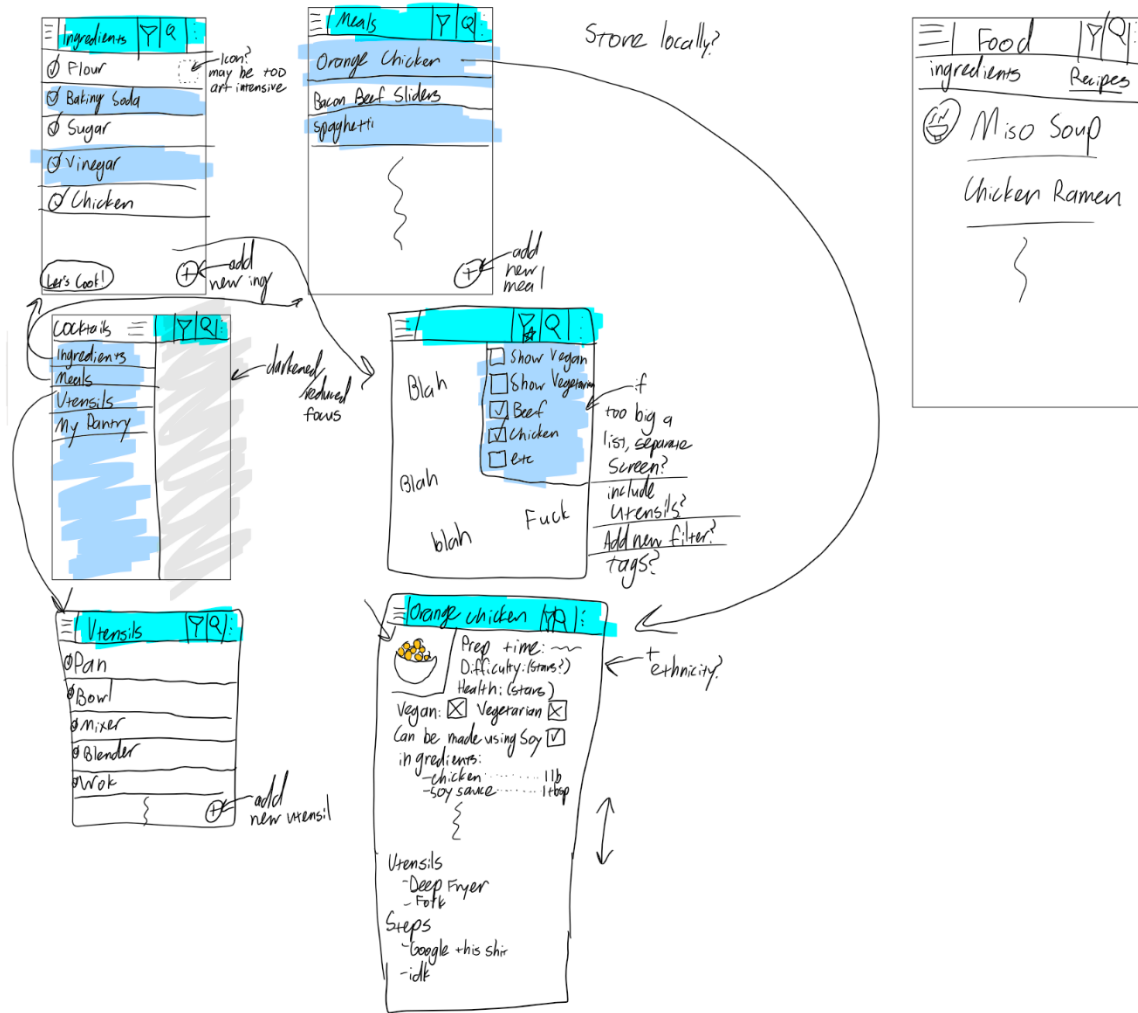 Ingredients
Flour
Baking Soda
Sugar
Vinegar
Chicken
Let's Cook!
Icon?
may be too
art intensive
add
new ing
Meals
Orange Chicken
Bacon Beef Sliders
Spaghetti
add
new
meal
Store locally?
Food
ingredients Recipes
Miso Soup
Chicken Ramen
Cocktails
Ingredients
Meals
Utensils
My Pantry
darkened/
reduced
focus
Show Vegan
Show Vegetarian
Beef
Chicken
etc
Blah
Blah
blah
Fuck
if
too big a
list, separate
screen?
include
utensils?
Add new filter?
tags?
Utensils
Pan
Bowl
Mixer
Blender
Wok
add
new utensil
Orange chicken
Prep time:
Difficulty: (stars?)
Health: (stars)
Vegan: Vegetarian
Can be made using Soy
ingredients:
-chicken ........ 1 lb
-soy sauce ........ 1 tbsp
Utensils
-Deep Fryer
-Fork
Steps
-Google this shit
-idk
+
ethnicity?